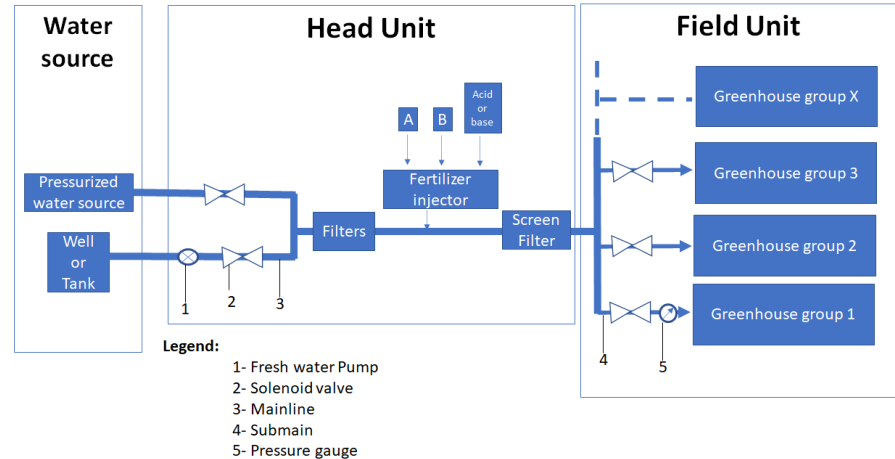 Water
source
Head Unit
Field Unit
Pressurized
water source
Well
or
Tank
1
2
3
Filters
A
B
Acid
or
base
Fertilizer
injector
Screen
Filter
Greenhouse group X
Greenhouse group 3
Greenhouse group 2
Greenhouse group 1
4
5
Legend:
1- Fresh water Pump
2- Solenoid valve
3- Mainline
4- Submain
5- Pressure gauge